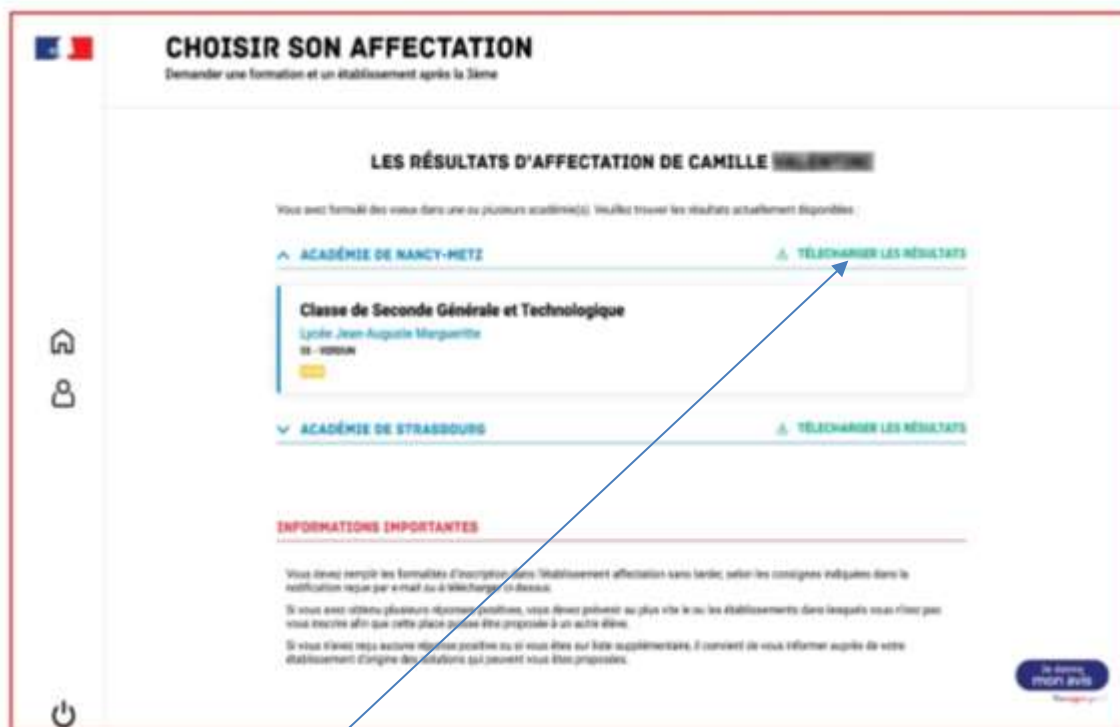 CHOISIR SON AFFECTATION
Demander une formation et un établissement après la 3ème
LES RÉSULTATS D'AFFECTATION DE CAMILLE
Vous avez formulé des vœux dans une ou plusieurs académie(s). Veuillez trouver les résultats actuellement disponibles :
ACADÉMIE DE NANCY-METZ
TÉLÉCHARGER LES RÉSULTATS
Classe de Seconde Générale et Technologique
Lycée Jean-Auguste Margueritte
55 - VERDUN
ACADÉMIE DE STRASBOURG
TÉLÉCHARGER LES RÉSULTATS
INFORMATIONS IMPORTANTES
Vous devez remplir les formalités d'inscription dans l'établissement affectation sans tarder, selon les consignes indiquées dans la
notification reçue par e-mail ou à télécharger ci-dessus.
Si vous avez obtenu plusieurs réponses positives, vous devez prévenir au plus vite le ou les établissements dans lesquels vous n'irez pas
vous inscrire afin que cette place puisse être proposée à un autre élève.
Si vous n'avez reçu aucune réponse positive ou si vous êtes sur liste supplémentaire, il convient de vous informer auprès de votre
établissement d'origine des solutions qui peuvent vous êtes proposées.
Je donne
mon avis